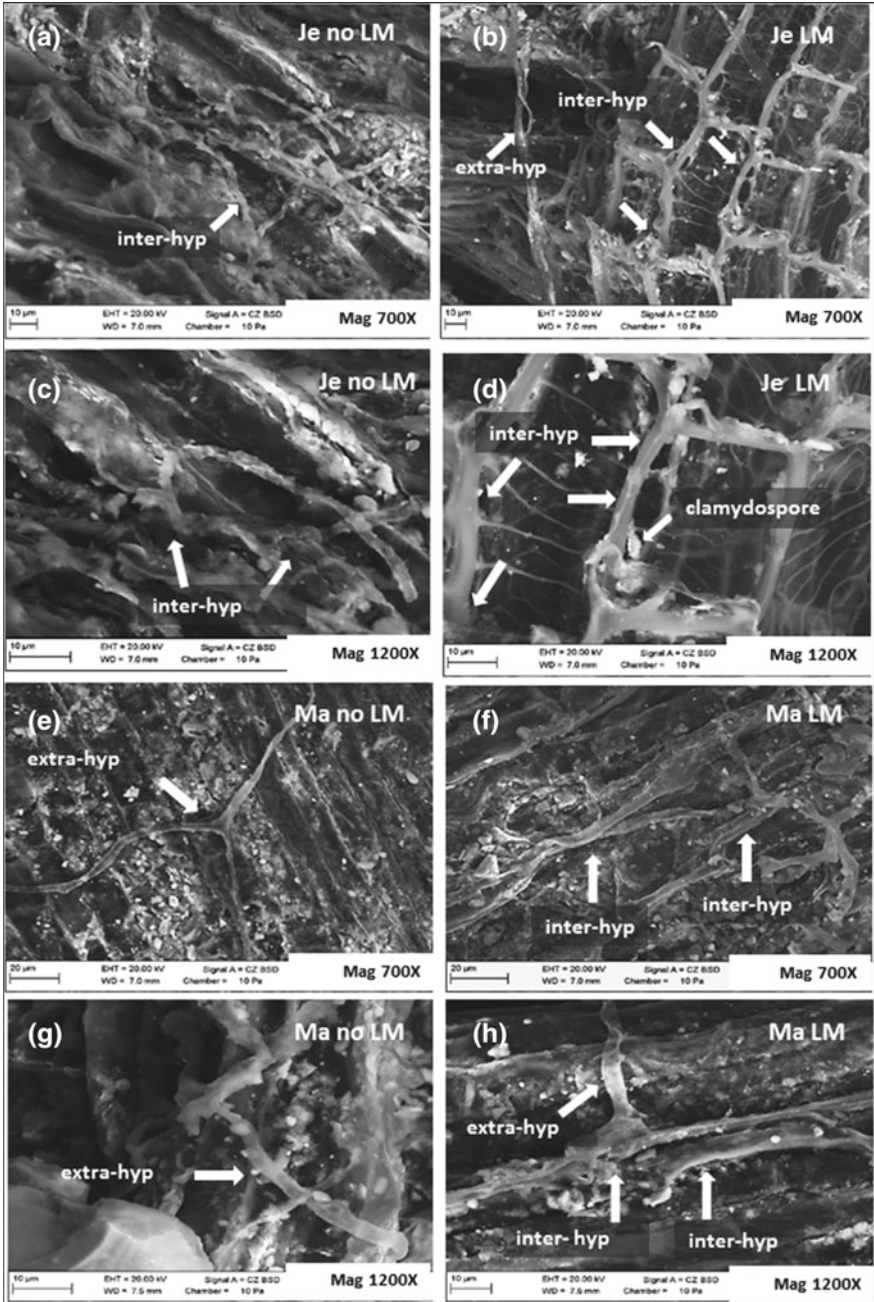 (a)
Je no LM
inter-hyp
10 µm
EHT = 20.00 kV
Signal A = CZ BSD
WD = 7.0 mm
Chamber = 10 Pa
Mag 700X
(b)
Je LM
inter-hyp
extra-hyp
10 µm
EHT = 20.00 kV
Signal A = CZ BSD
WD = 7.0 mm
Chamber = 10 Pa
Mag 700X
(c)
Je no LM
inter-hyp
10 µm
EHT = 20.00 kV
Signal A = CZ BSD
WD = 7.0 mm
Chamber = 10 Pa
Mag 1200X
(d)
Je LM
inter-hyp
clamydospore
10 µm
EHT = 20.00 kV
Signal A = CZ BSD
WD = 7.0 mm
Chamber = 10 Pa
Mag 1200X
(e)
Ma no LM
extra-hyp
20 µm
EHT = 20.00 kV
Signal A = CZ BSD
WD = 7.0 mm
Chamber = 10 Pa
Mag 700X
(f)
Ma LM
inter-hyp
inter-hyp
20 µm
EHT = 20.00 kV
Signal A = CZ BSD
WD = 7.0 mm
Chamber = 10 Pa
Mag 700X
(g)
Ma no LM
extra-hyp
10 µm
EHT = 20.00 kV
Signal A = CZ BSD
WD = 7.5 mm
Chamber = 10 Pa
Mag 1200X
(h)
Ma LM
extra-hyp
inter- hyp
inter-hyp
10 µm
EHT = 20.00 kV
Signal A = CZ BSD
WD = 7.5 mm
Chamber = 10 Pa
Mag 1200X